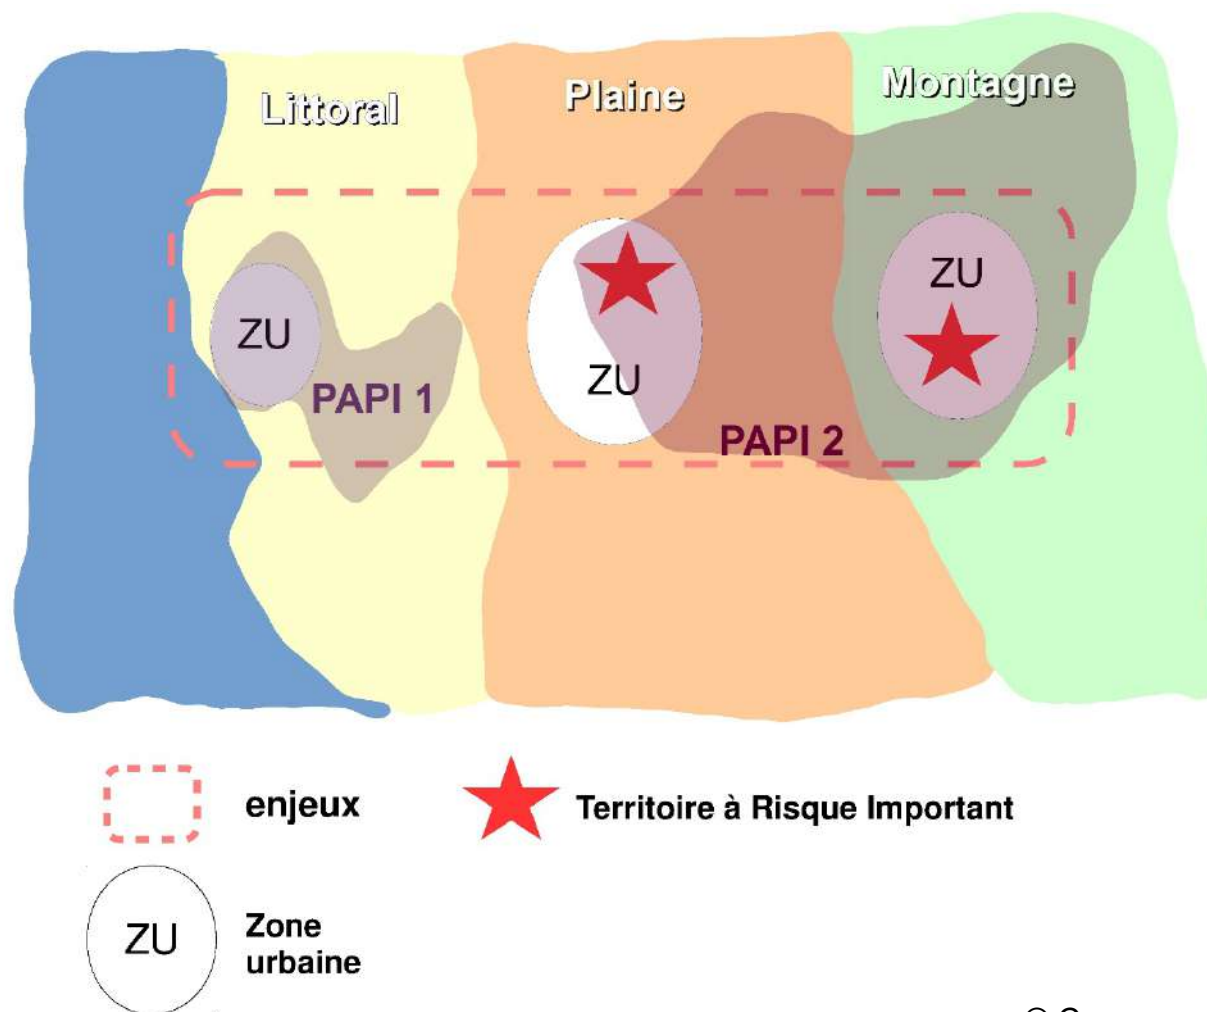 Littoral
Plaine
Montagne
ZU
PAPI 1
ZU
PAPI 2
ZU
enjeux
Territoire à Risque Important
ZU
Zone
urbaine